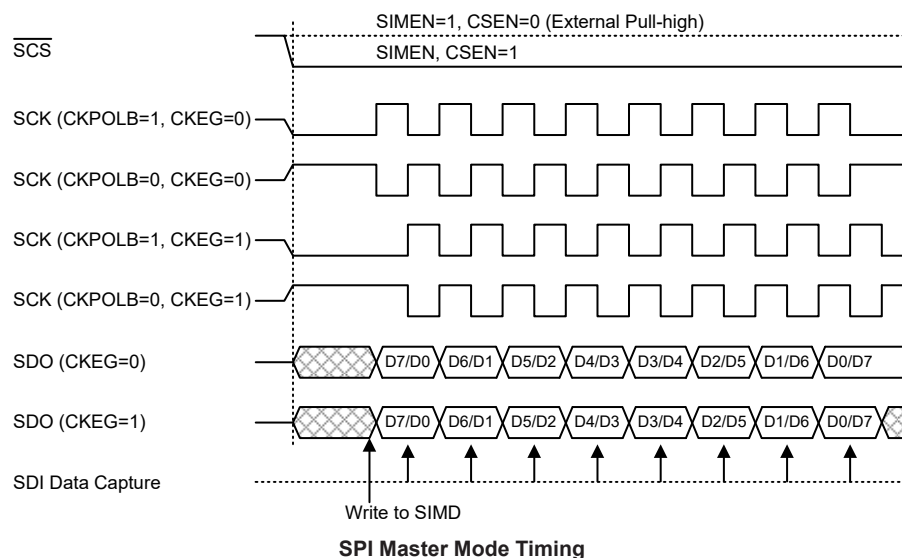 SIMEN=1, CSEN=0 (External Pull-high)
SCS
SIMEN, CSEN=1
SCK (CKPOLB=1, CKEG=0)
SCK (CKPOLB=0, CKEG=0)
SCK (CKPOLB=1, CKEG=1)
SCK (CKPOLB=0, CKEG=1)
SDO (CKEG=0) D7/D0 D6/D1 D5/D2 D4/D3 D3/D4 D2/D5 D1/D6 D0/D7
SDO (CKEG=1) D7/D0 D6/D1 D5/D2 D4/D3 D3/D4 D2/D5 D1/D6 D0/D7
SDI Data Capture
Write to SIMD
SPI Master Mode Timing